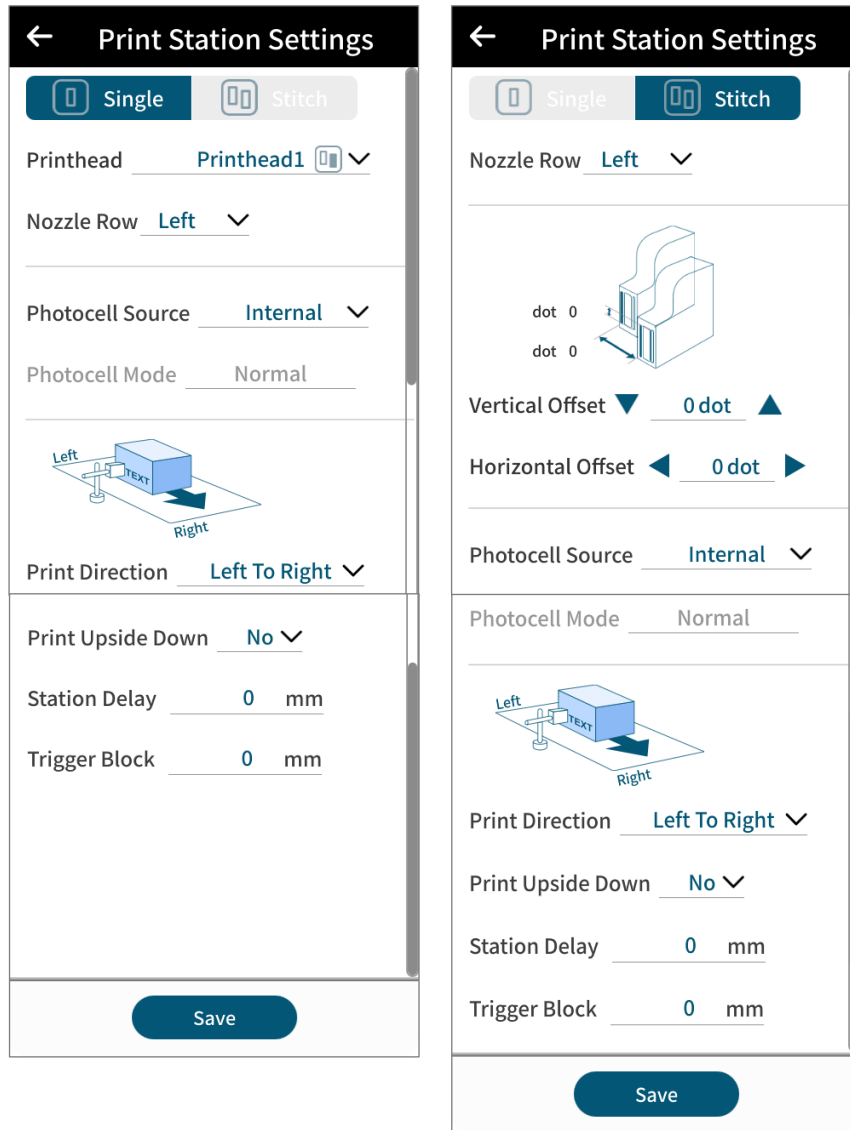 Print Station Settings
Single Stitch
Printhead Printhead1
Nozzle Row Left
Photocell Source Internal
Photocell Mode Normal
Left
TEXT
Right
Print Direction Left To Right
Print Upside Down No
Station Delay 0 mm
Trigger Block 0 mm
Save
Print Station Settings
Single Stitch
Nozzle Row Left
dot 0
dot 0
Vertical Offset 0 dot
Horizontal Offset 0 dot
Photocell Source Internal
Photocell Mode Normal
Left
TEXT
Right
Print Direction Left To Right
Print Upside Down No
Station Delay 0 mm
Trigger Block 0 mm
Save